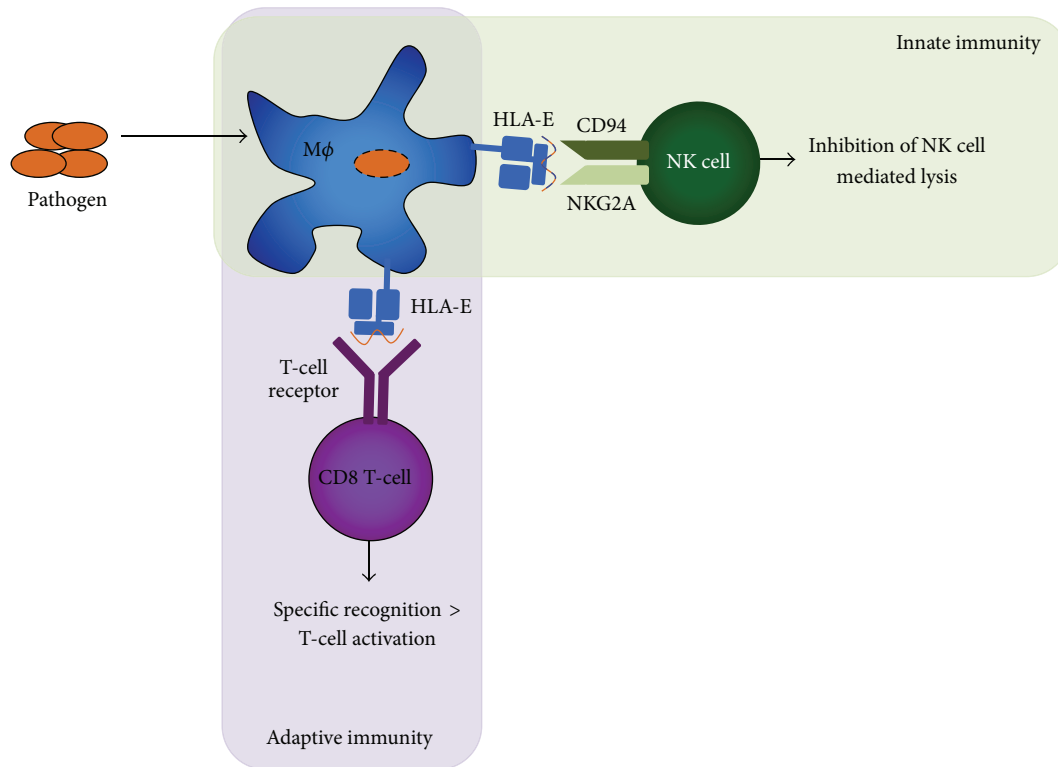 Innate immunity
Pathogen
Mϕ
HLA-E
CD94
NKG2A
NK cell
Inhibition of NK cell
mediated lysis
HLA-E
T-cell
receptor
CD8 T-cell
Specific recognition >
T-cell activation
Adaptive immunity